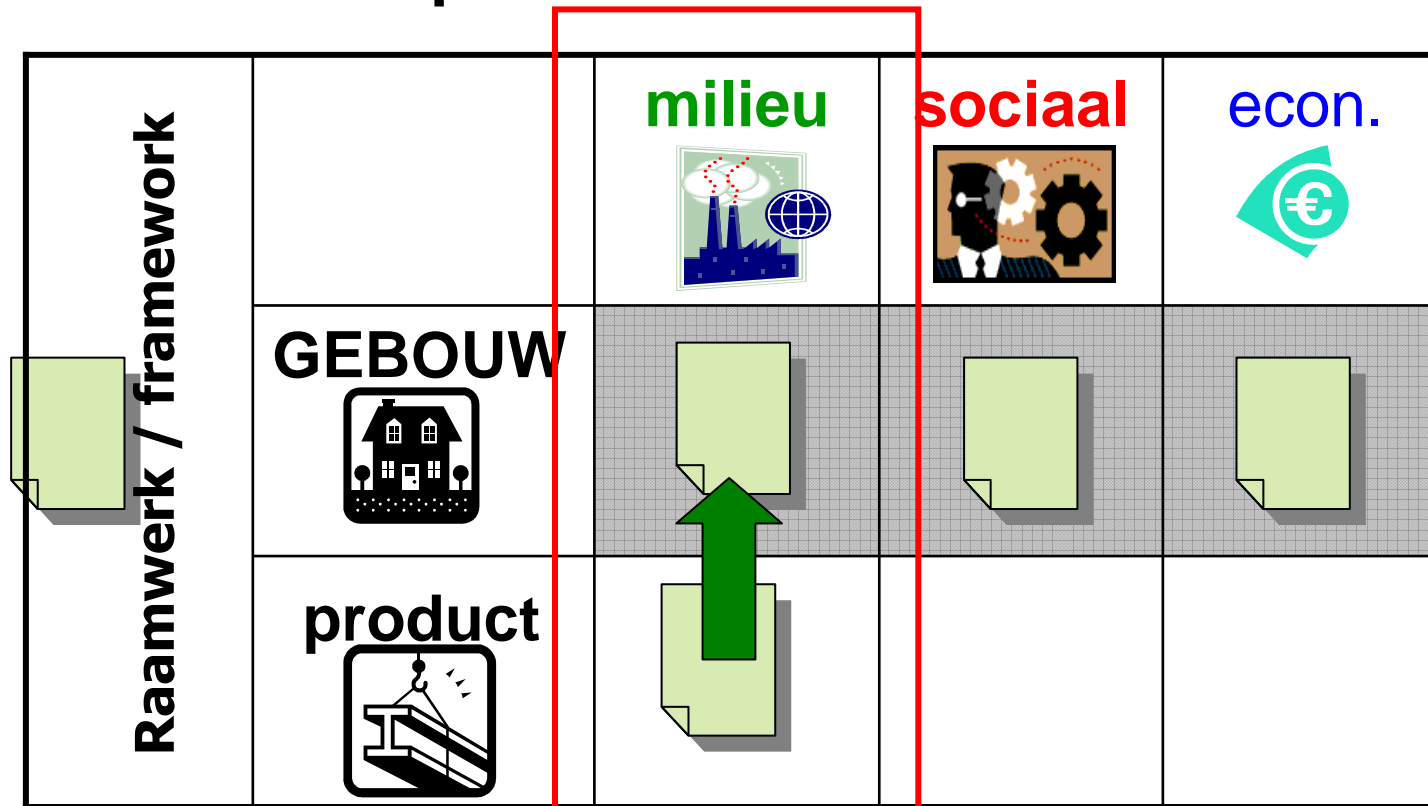 milieu
sociaal
econ.
€
Raamwerk / framework
GEBOUW
product